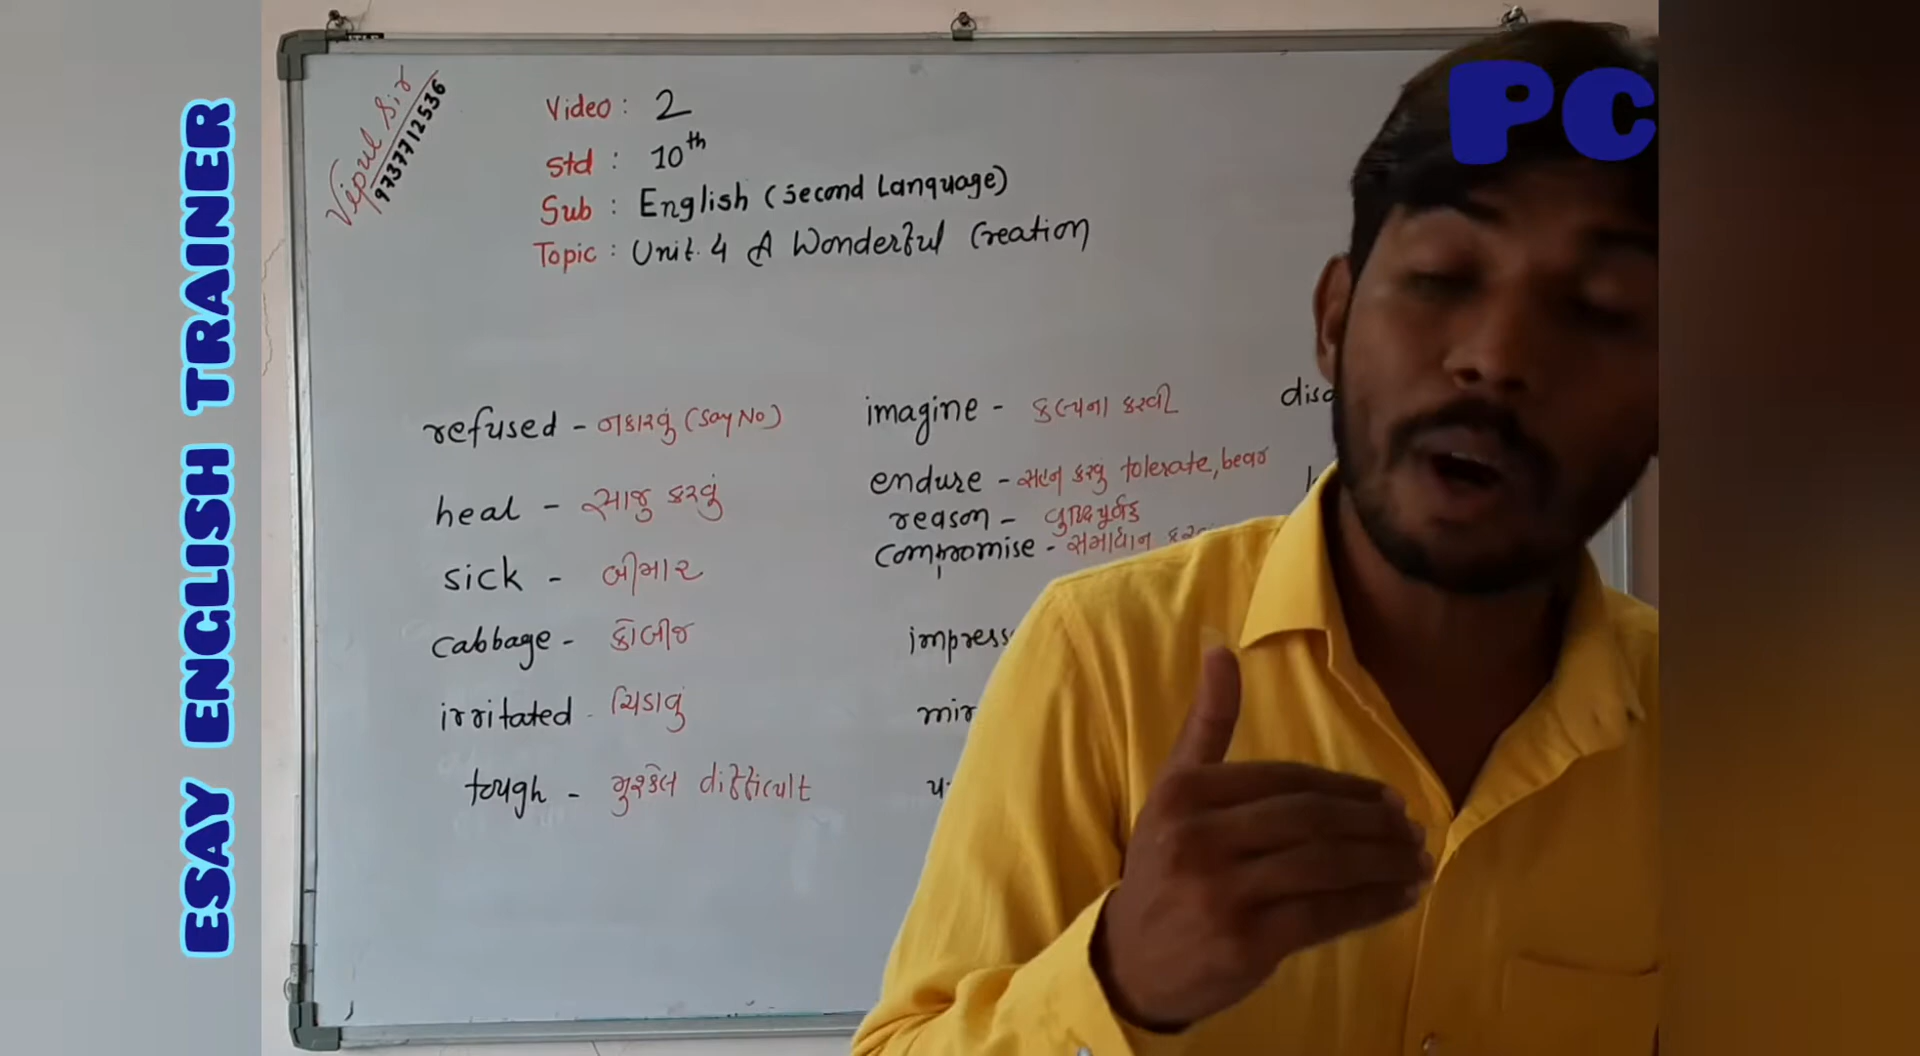 ESAY ENGLISH TRAINER
PC
Vipul Sir
9737712536
Video : 2
Std : 10th
Sub : English (Second Language)
Topic : Unit. 4 A Wonderful Creation
refused - નકારવું (Say No)
heal - સાજુ કરવું
sick - બીમાર
cabbage - કોબીજ
irritated - ચિડાવું
tough - મુશ્કેલ difficult
imagine - કલ્પના કરવી
endure - સહન કરવું tolerate, bear
reason - બુદ્ધિપૂર્વક
compromise - સમાધાન